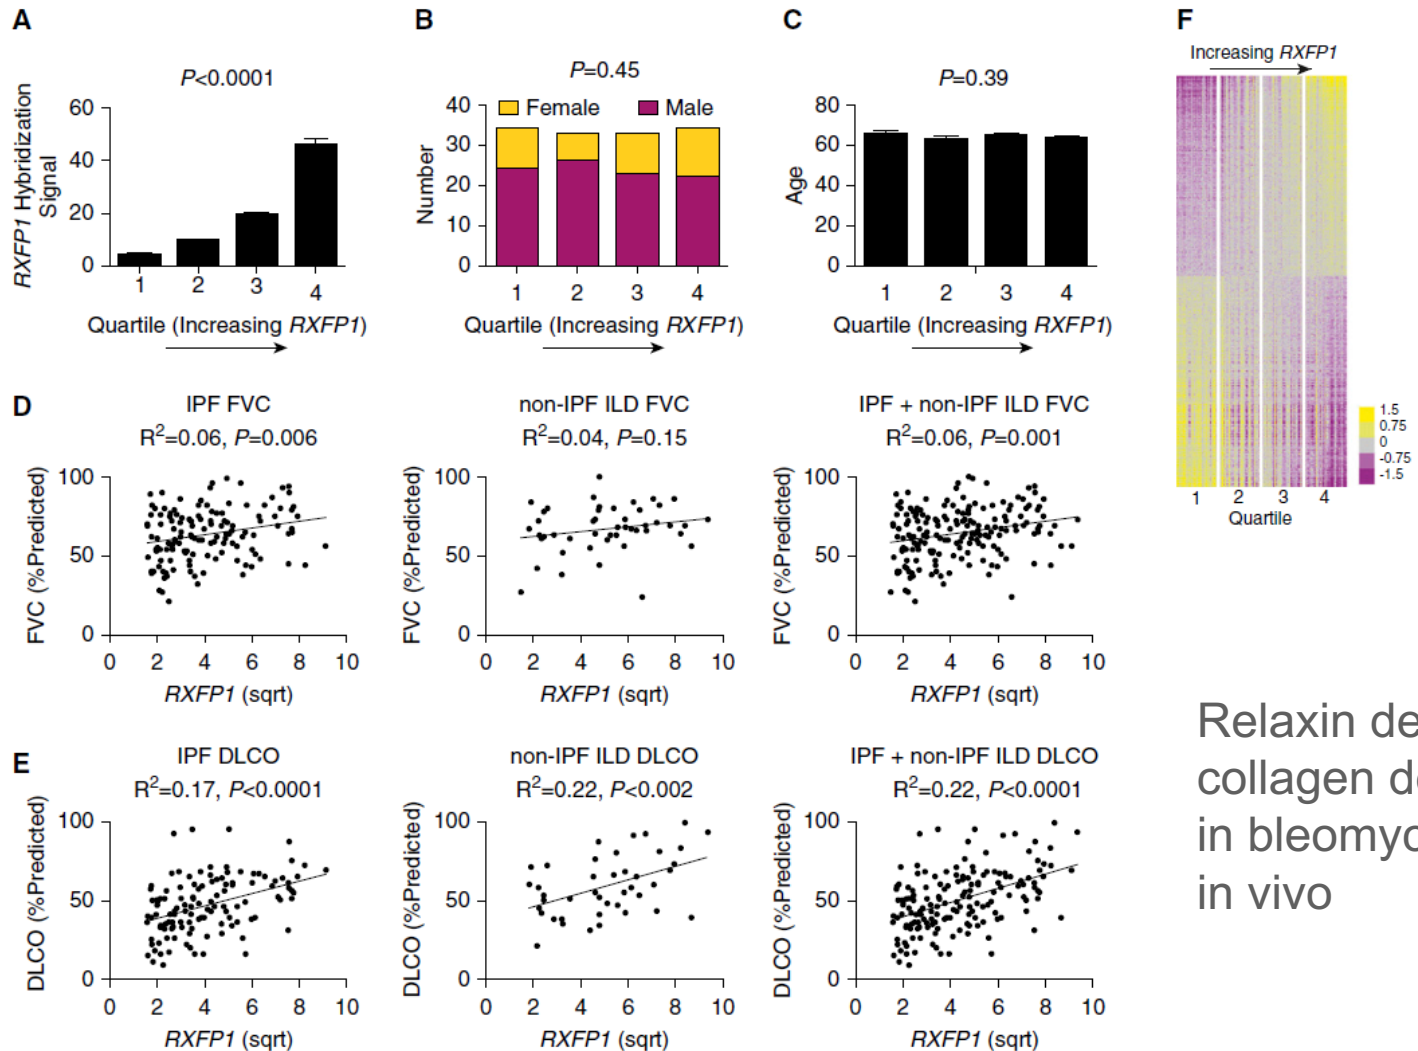 A
P<0.0001
RXFP1 Hybridization
Signal
60
40
20
0
1 2 3 4
Quartile (Increasing RXFP1)
B
P=0.45
Female Male
Number
40
30
20
10
0
1 2 3 4
Quartile (Increasing RXFP1)
C
P=0.39
Age
80
60
40
20
0
1 2 3 4
Quartile (Increasing RXFP1)
F
Increasing RXFP1
1.5
0.75
0
-0.75
-1.5
1 2 3 4
Quartile
D
IPF FVC
R²=0.06, P=0.006
FVC (%Predicted)
100
50
0
0 2 4 6 8 10
RXFP1 (sqrt)
non-IPF ILD FVC
R²=0.04, P=0.15
FVC (%Predicted)
100
50
0
0 2 4 6 8 10
RXFP1 (sqrt)
IPF + non-IPF ILD FVC
R²=0.06, P=0.001
FVC (%Predicted)
100
50
0
0 2 4 6 8 10
RXFP1 (sqrt)
E
IPF DLCO
R²=0.17, P<0.0001
DLCO (%Predicted)
100
50
0
0 2 4 6 8 10
RXFP1 (sqrt)
non-IPF ILD DLCO
R²=0.22, P<0.002
DLCO (%Predicted)
100
50
0
0 2 4 6 8 10
RXFP1 (sqrt)
IPF + non-IPF ILD DLCO
R²=0.22, P<0.0001
DLCO (%Predicted)
100
50
0
0 2 4 6 8 10
RXFP1 (sqrt)
Relaxin de
collagen d
in bleomyc
in vivo